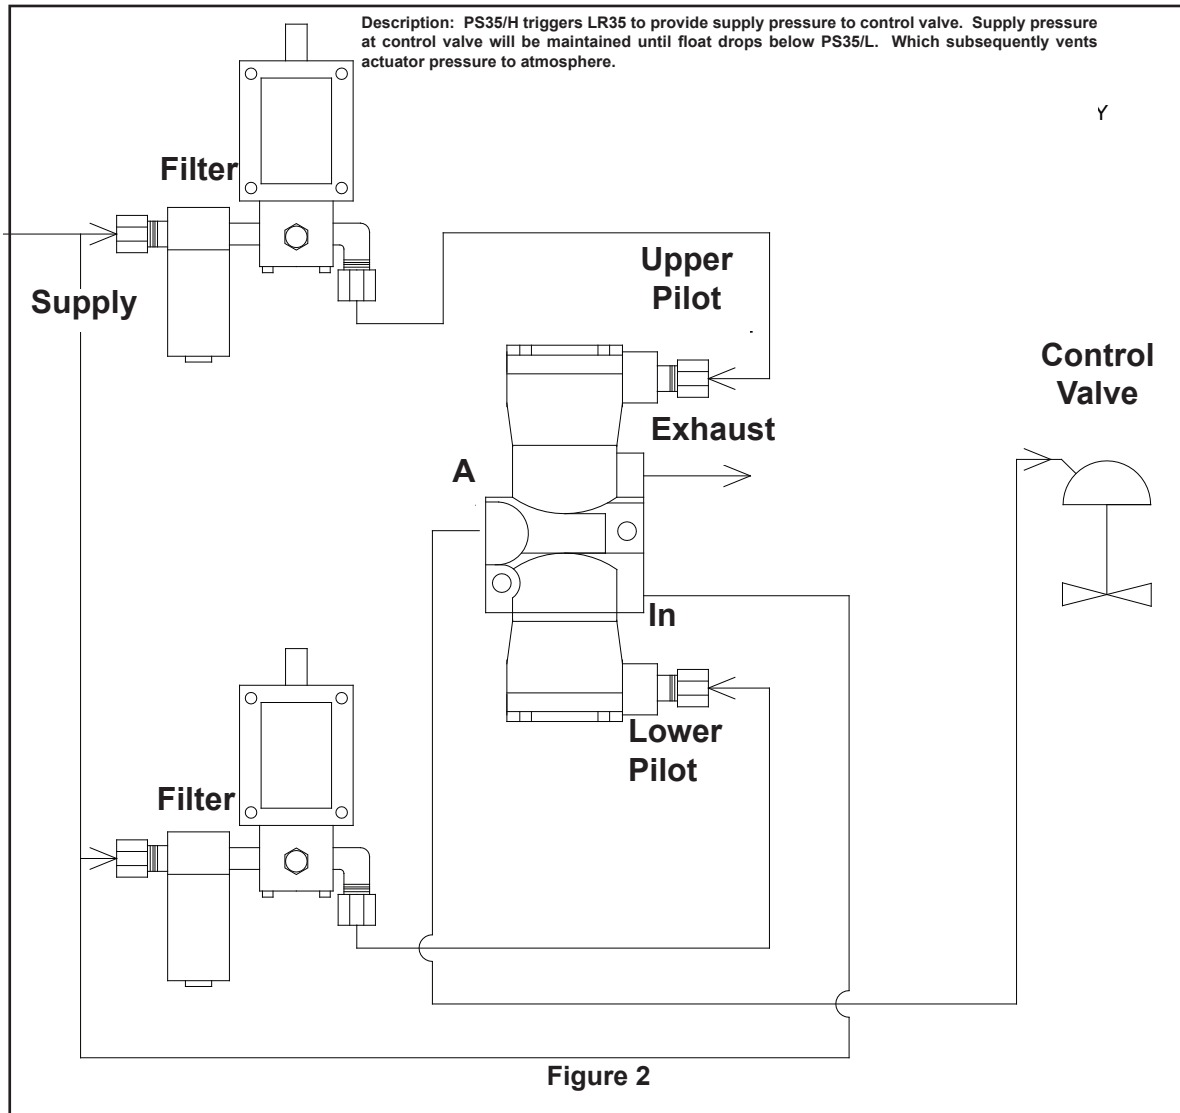 Description: PS35/H triggers LR35 to provide supply pressure to control valve. Supply pressure
at control valve will be maintained until float drops below PS35/L. Which subsequently vents
actuator pressure to atmosphere.
Y
Filter
Supply
Upper
Pilot
Control
Valve
Exhaust
A
In
Lower
Pilot
Filter
Figure 2